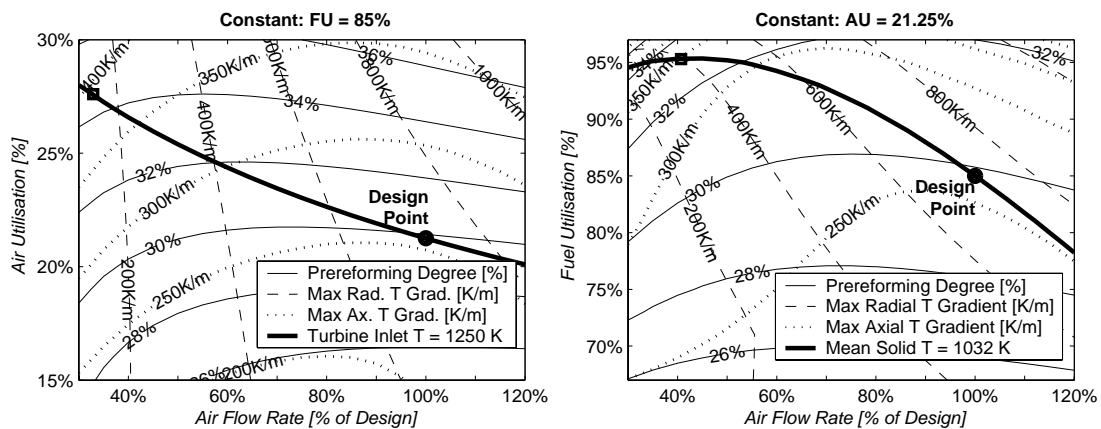 Constant: FU = 85%
30%
25%
20%
15%
Air Utilisation [%]
400K/m
350K/m
36%
1000K/m
34%
400K/m
32%
300K/m
Design
Point
30%
200K/m
250K/m
28%
200K/m
Prereforming Degree [%]
Max Rad. T Grad. [K/m]
Max Ax. T Grad. [K/m]
Turbine Inlet T = 1250 K
40%
60%
80%
100%
120%
Air Flow Rate [% of Design]
Constant: AU = 21.25%
95%
90%
85%
80%
75%
70%
Fuel Utilisation [%]
34%
350K/m
32%
32%
300K/m
400K/m
600K/m
800K/m
30%
200K/m
250K/m
Design
Point
28%
26%
Prereforming Degree [%]
Max Radial T Gradient [K/m]
Max Axial T Gradient [K/m]
Mean Solid T = 1032 K
40%
60%
80%
100%
120%
Air Flow Rate [% of Design]